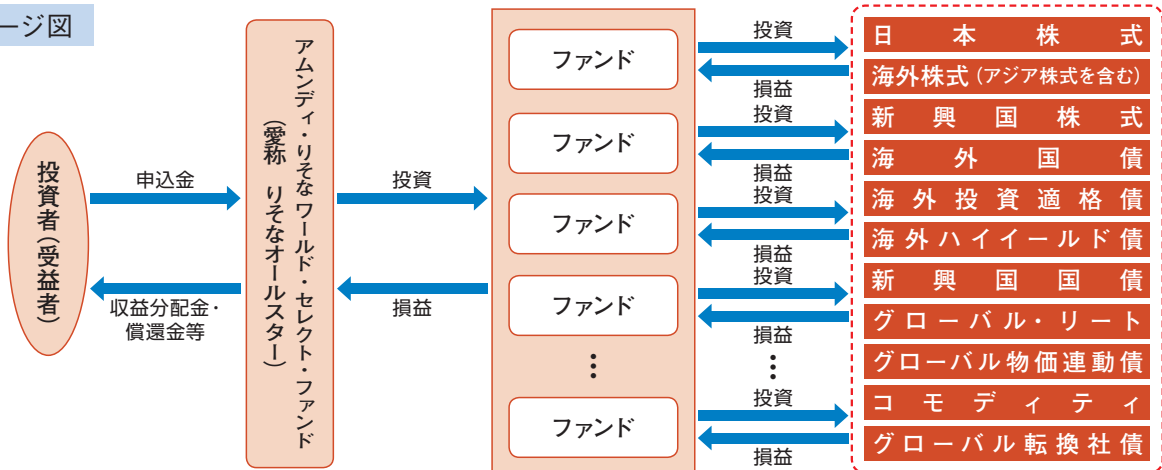 ージ図
投資者(受益者)
申込金
収益分配金・
償還金等
アムンディ・りそなワールド・セレクト・ファンド
(愛称 りそなオールスター)
投資
損益
ファンド
ファンド
ファンド
ファンド
⋮
ファンド
投資
損益
投資
損益
投資
損益
投資
損益
⋮
投資
損益
日本株式
海外株式(アジア株式を含む)
新興国株式
海外国債
海外投資適格債
海外ハイイールド債
新興国国債
グローバル・リート
グローバル物価連動債
コモディティ
グローバル転換社債